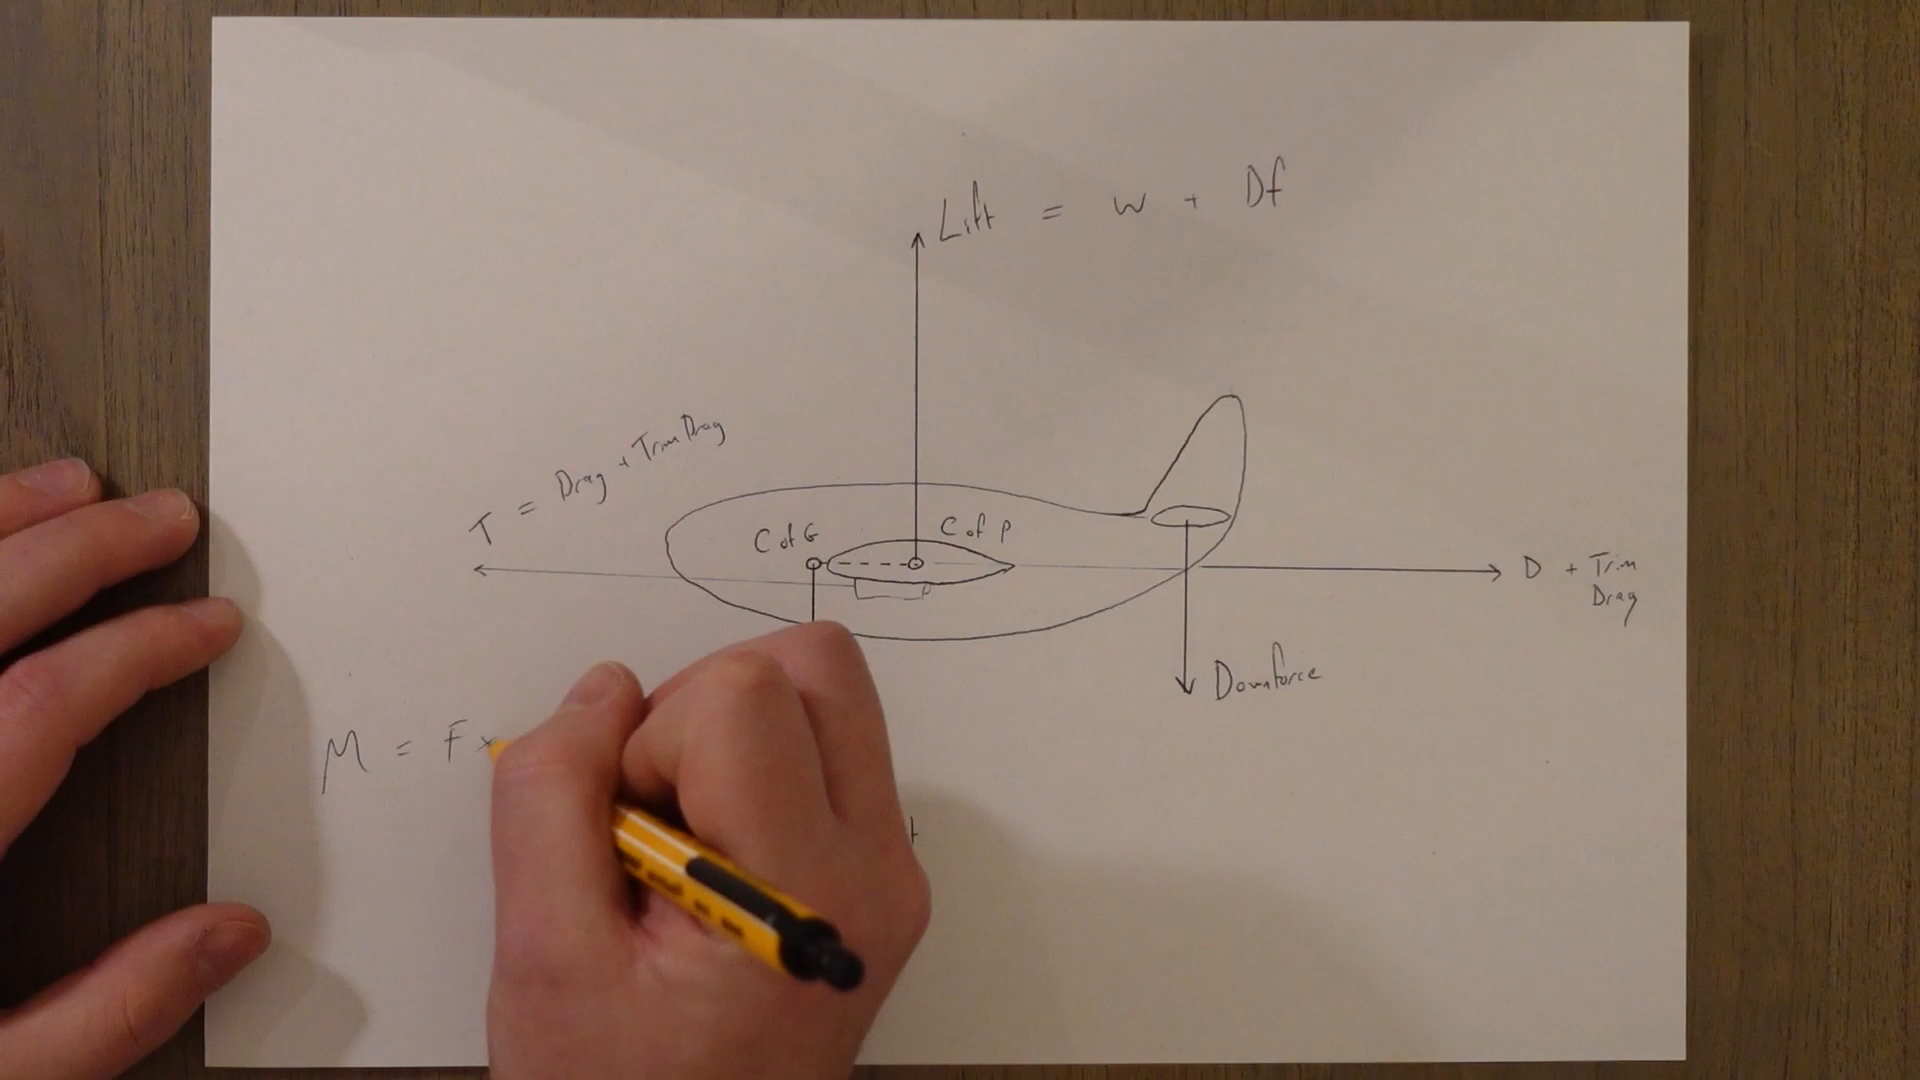 Lift = W + Df
T = Drag + Trim Drag
C of G
C of P
D + Trim
Drag
Downforce
M = F x